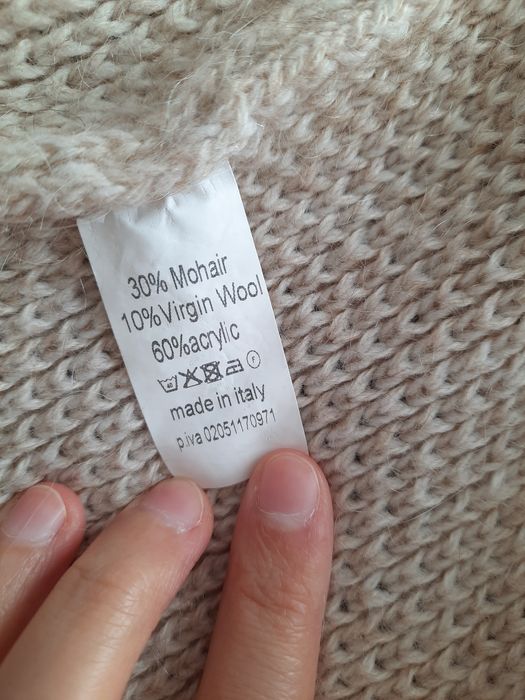 30% Mohair
10%Virgin Wool
60%acrylic
F
made in italy
p.iva 02051170971